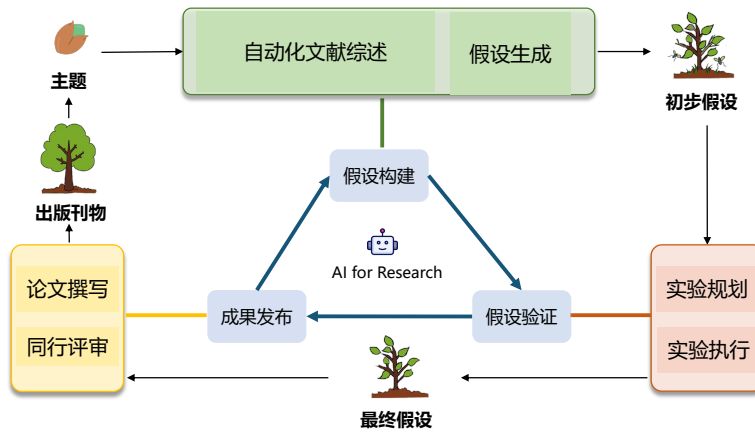 自动化文献综述
假设生成
主题
初步假设
出版刊物
假设构建
AI for Research
论文撰写
同行评审
成果发布
假设验证
实验规划
实验执行
最终假设